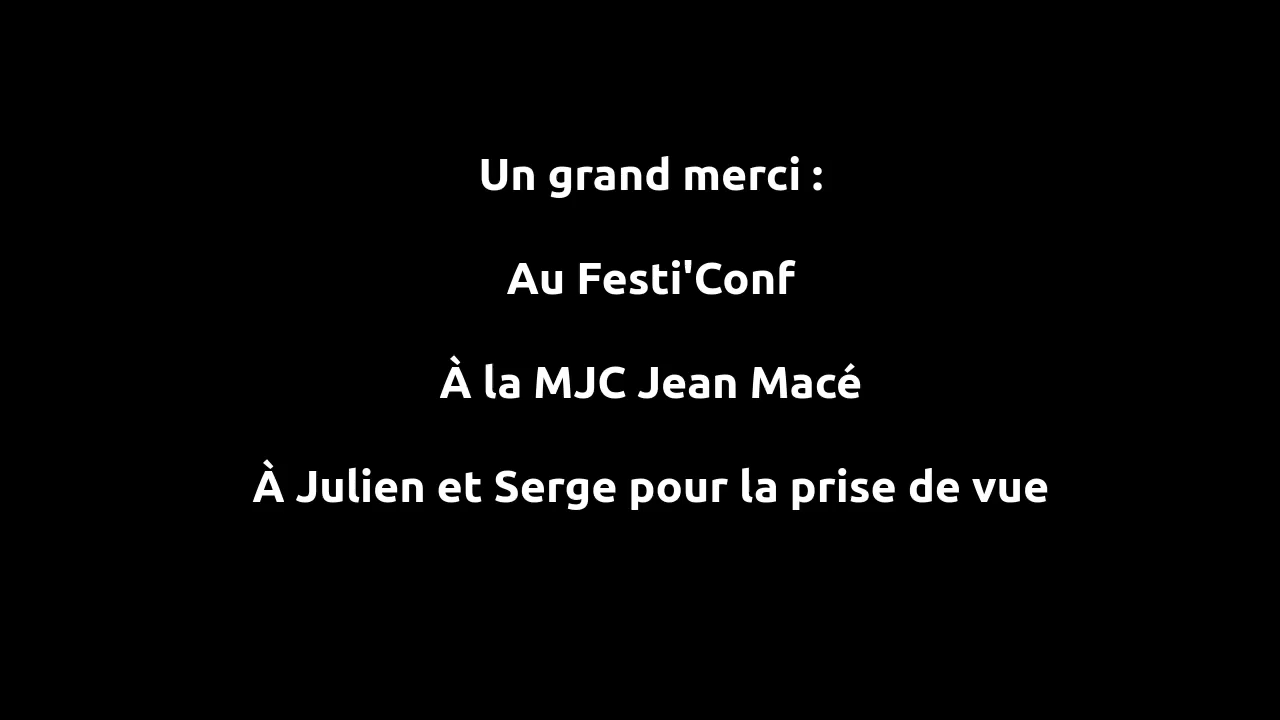 Un grand merci :
Au Festi'Conf
À la MJC Jean Macé
À Julien et Serge pour la prise de vue